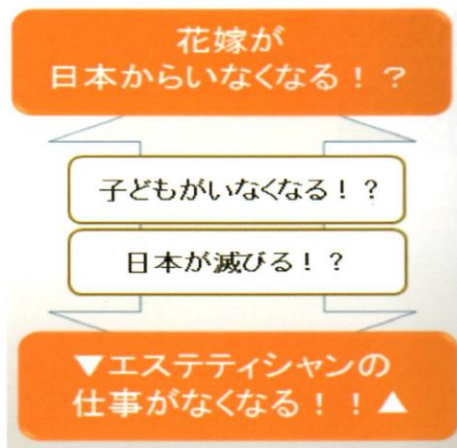 花嫁が
日本からいなくなる！？
子どもがいなくなる！？
日本が滅びる！？
▼エステティシャンの
仕事がなくなる！！▲